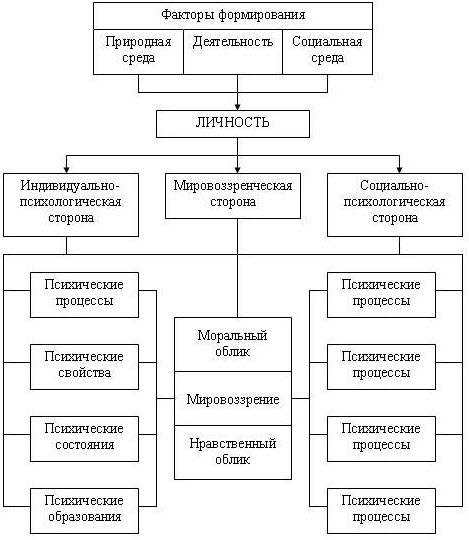 Факторы формирования
Природная
среда
Деятельность
Социальная
среда
ЛИЧНОСТЬ
Индивидуально-
психологическая
сторона
Мировоззренческая
сторона
Социально-
психологическая
сторона
Психические
процессы
Психические
свойства
Психические
состояния
Психические
образования
Моральный
облик
Мировоззрение
Нравственный
облик
Психические
процессы
Психические
процессы
Психические
процессы
Психические
процессы